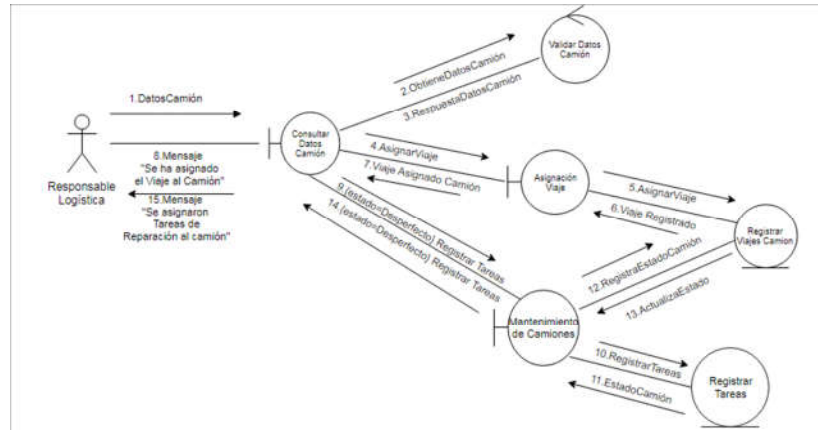 1.DatosCamión
Responsable
Logística
8.Mensaje
"Se ha asignado
el Viaje al Camión"
15.Mensaje
"Se asignaron
Tareas de
Reparación al camión"
Consultar
Datos
Camión
2.ObtieneDatosCamión
3.RespuestaDatosCamión
Validar Datos
Camión
4.AsignarViaje
7.Viaje Asignado Camión
Asignación
Viaje
5.AsignarViaje
6.Viaje Registrado
Registrar
Viajes Camion
9.{estado=Desperfecto} Registrar Tareas
14.{estado=Desperfecto} Registrar Tareas
Mantenimiento
de Camiones
12.RegistraEstadoCamión
13.ActualizaEstado
10.RegistrarTareas
11.EstadoCamión
Registrar
Tareas